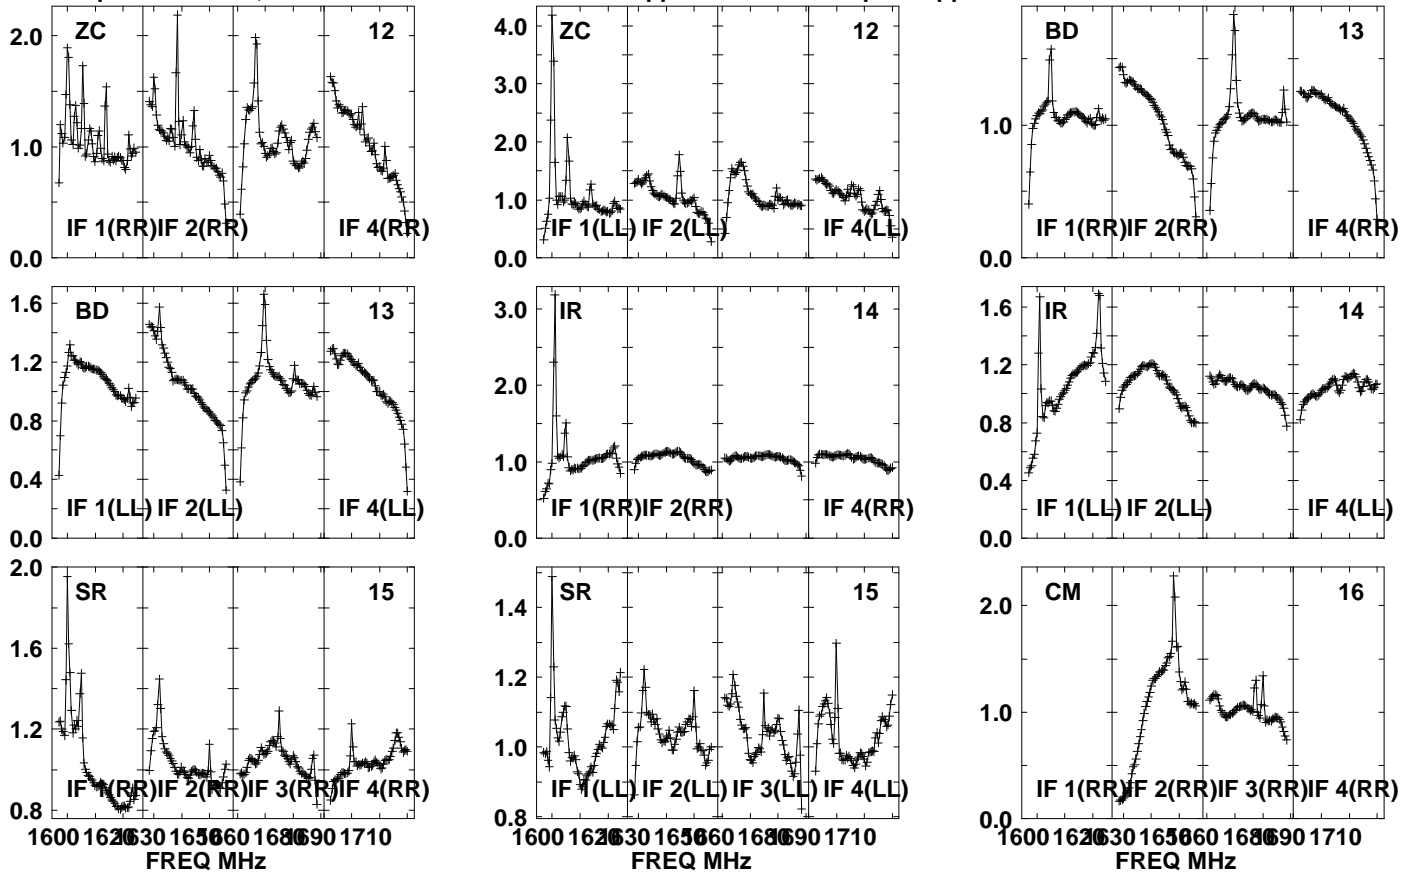 ZC 12
2.0
1.0
0.0
IF 1(RR) IF 2(RR) IF 4(RR)
ZC 12
4.0
3.0
2.0
1.0
0.0
IF 1(LL) IF 2(LL) IF 4(LL)
BD 13
1.0
0.0
IF 1(RR) IF 2(RR) IF 4(RR)
BD 13
1.6
1.2
0.8
0.4
0.0
IF 1(LL) IF 2(LL) IF 4(LL)
IR 14
3.0
2.0
1.0
0.0
IF 1(RR) IF 2(RR) IF 4(RR)
IR 14
1.6
1.2
0.8
0.4
0.0
IF 1(LL) IF 2(LL) IF 4(LL)
SR 15
2.0
1.6
1.2
0.8
IF 1(RR) IF 2(RR) IF 3(RR) IF 4(RR)
1600 1620 1630 1650 1660 1680 1690 1710
FREQ MHz
SR 15
1.4
1.2
1.0
0.8
IF 1(LL) IF 2(LL) IF 3(LL) IF 4(LL)
1600 1620 1630 1650 1660 1680 1690 1710
FREQ MHz
CM 16
2.0
1.0
0.0
IF 1(RR) IF 2(RR) IF 3(RR) IF 4(RR)
1600 1620 1630 1650 1660 1680 1690 1710
FREQ MHz